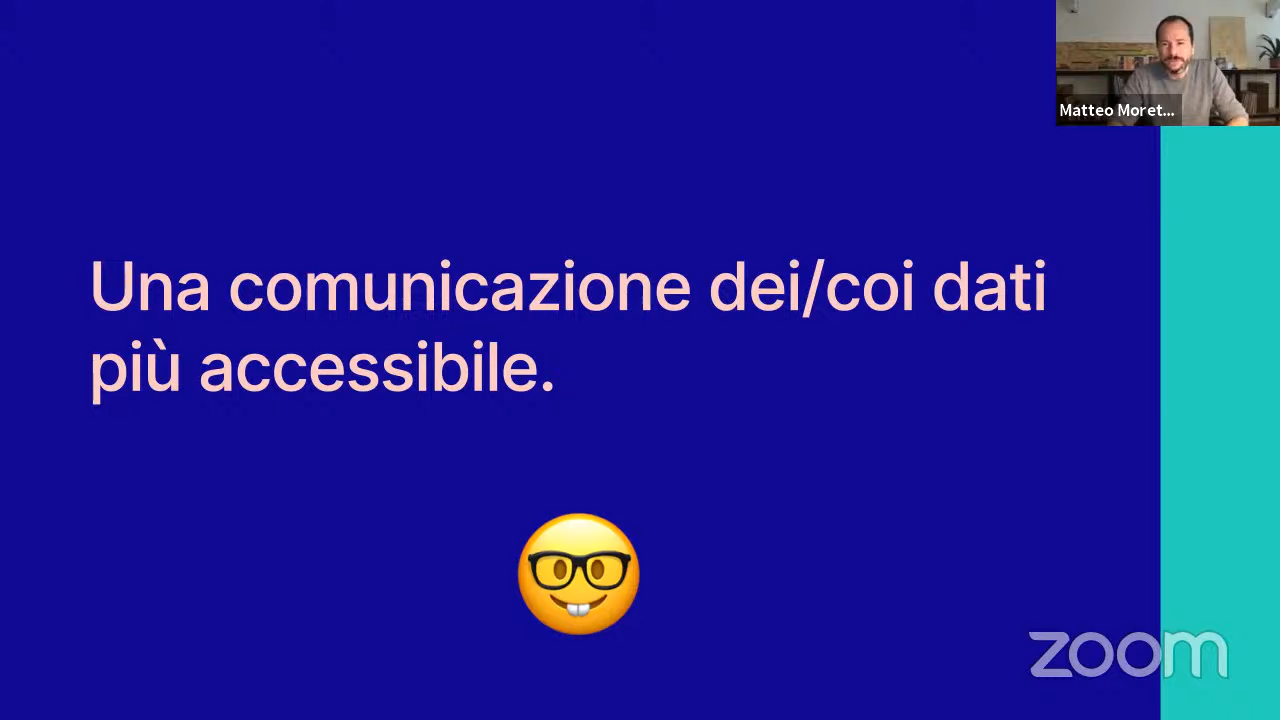 Matteo Moret...
Una comunicazione dei/coi dati
più accessibile.
zoom